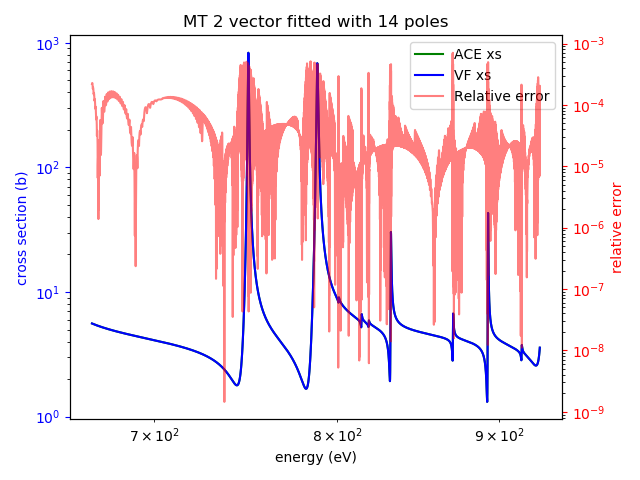 MT 2 vector fitted with 14 poles
ACE xs
VF xs
Relative error
cross section (b)
10³
10²
10¹
10⁰
relative error
10⁻³
10⁻⁴
10⁻⁵
10⁻⁶
10⁻⁷
10⁻⁸
10⁻⁹
7 × 10² 8 × 10² 9 × 10²
energy (eV)